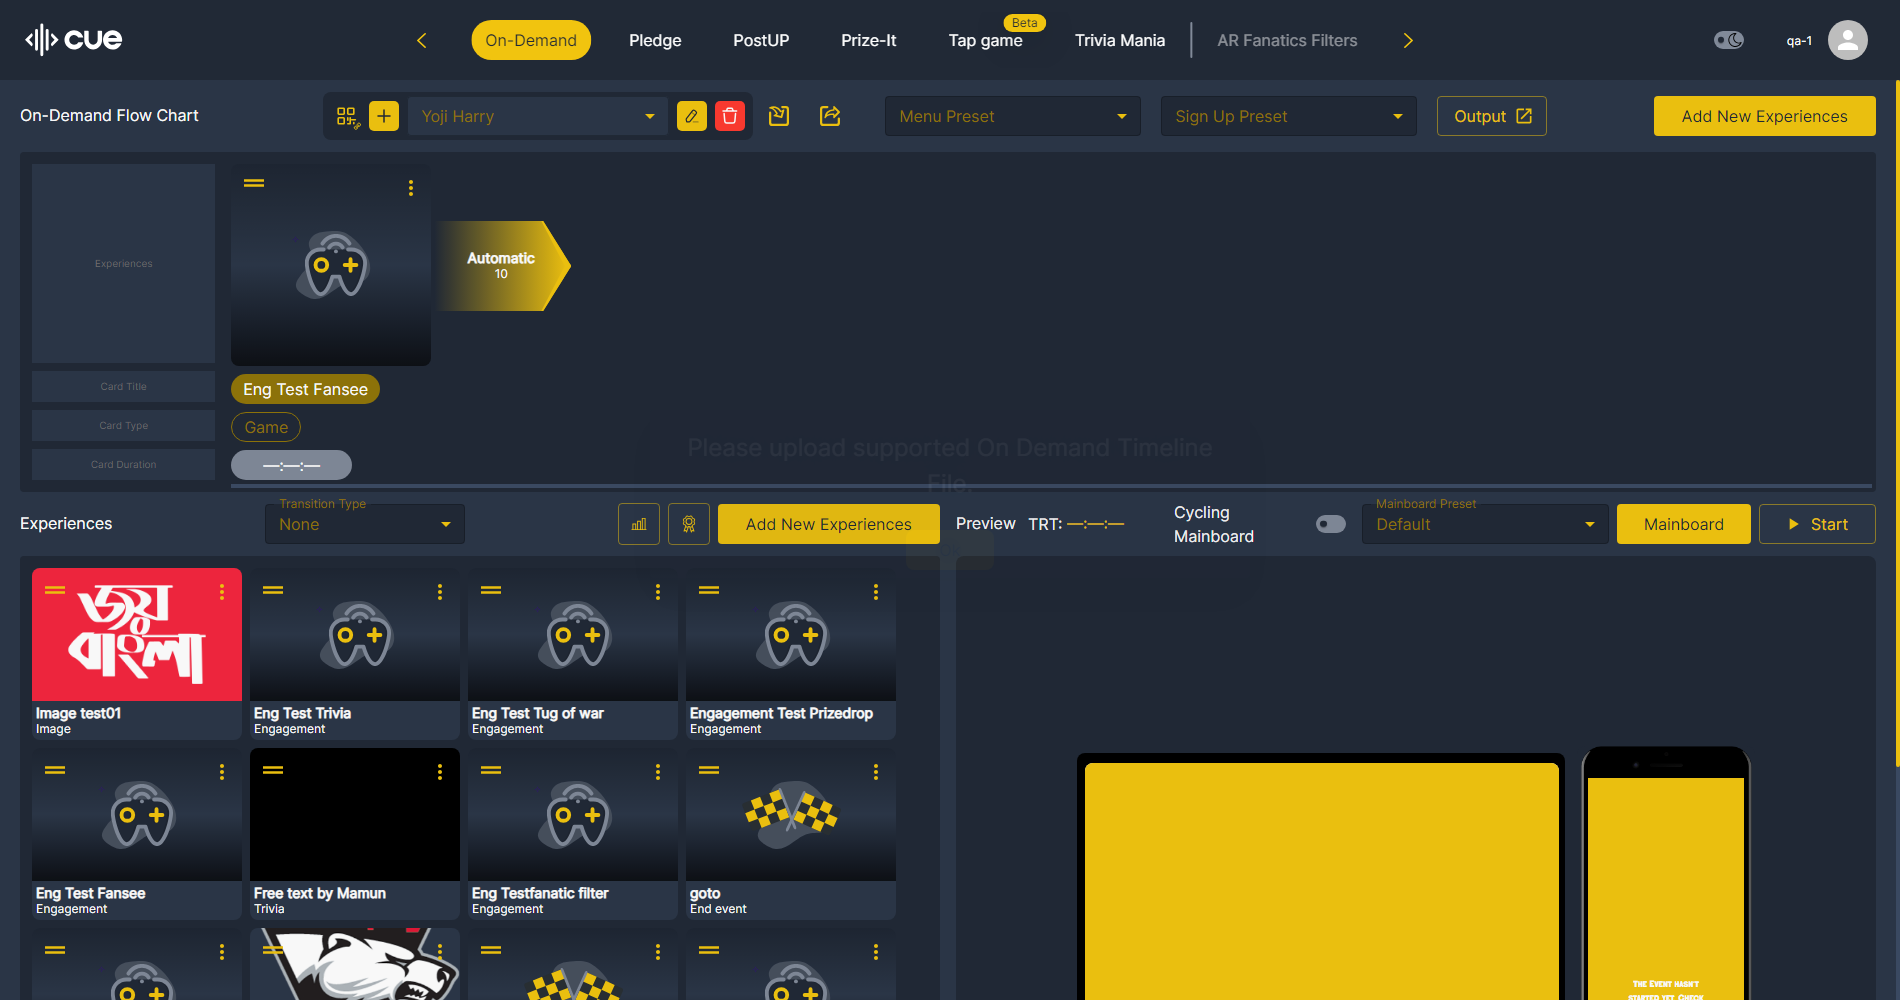 cue
On-Demand
Pledge
PostUP
Prize-It
Beta
Tap game
Trivia Mania
AR Fanatics Filters
qa-1
On-Demand Flow Chart
Yoji Harry
Menu Preset
Sign Up Preset
Output
Add New Experiences
Experiences
Automatic
10
Card Title
Eng Test Fansee
Card Type
Game
Card Duration
—:—:—
Please upload supported On Demand Timeline
File.
Experiences
Transition Type
None
Add New Experiences
Preview
TRT: —:—:—
Cycling
Mainboard
Mainboard Preset
Default
Mainboard
Start
জয়
বাংলা
Image test01
Image
Eng Test Trivia
Engagement
Eng Test Tug of war
Engagement
Engagement Test Prizedrop
Engagement
Eng Test Fansee
Engagement
Free text by Mamun
Trivia
Eng Testfanatic filter
Engagement
goto
End event
The Event hasn't
started yet. Check